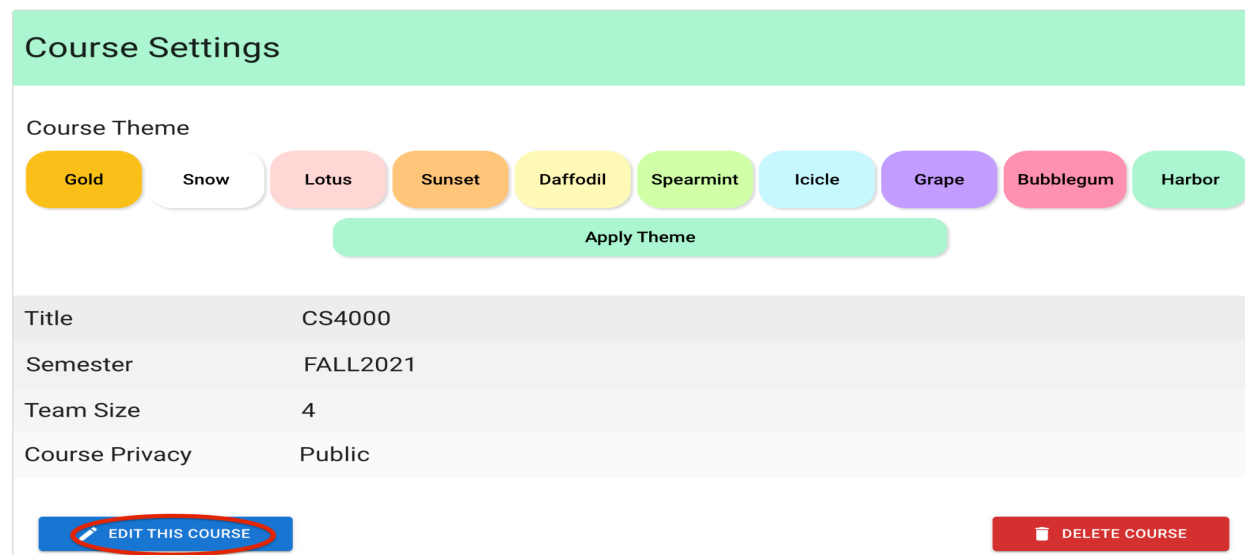 Course Settings
Course Theme
Gold Snow Lotus Sunset Daffodil Spearmint Icicle Grape Bubblegum Harbor
Apply Theme
Title CS4000
Semester FALL2021
Team Size 4
Course Privacy Public
EDIT THIS COURSE DELETE COURSE